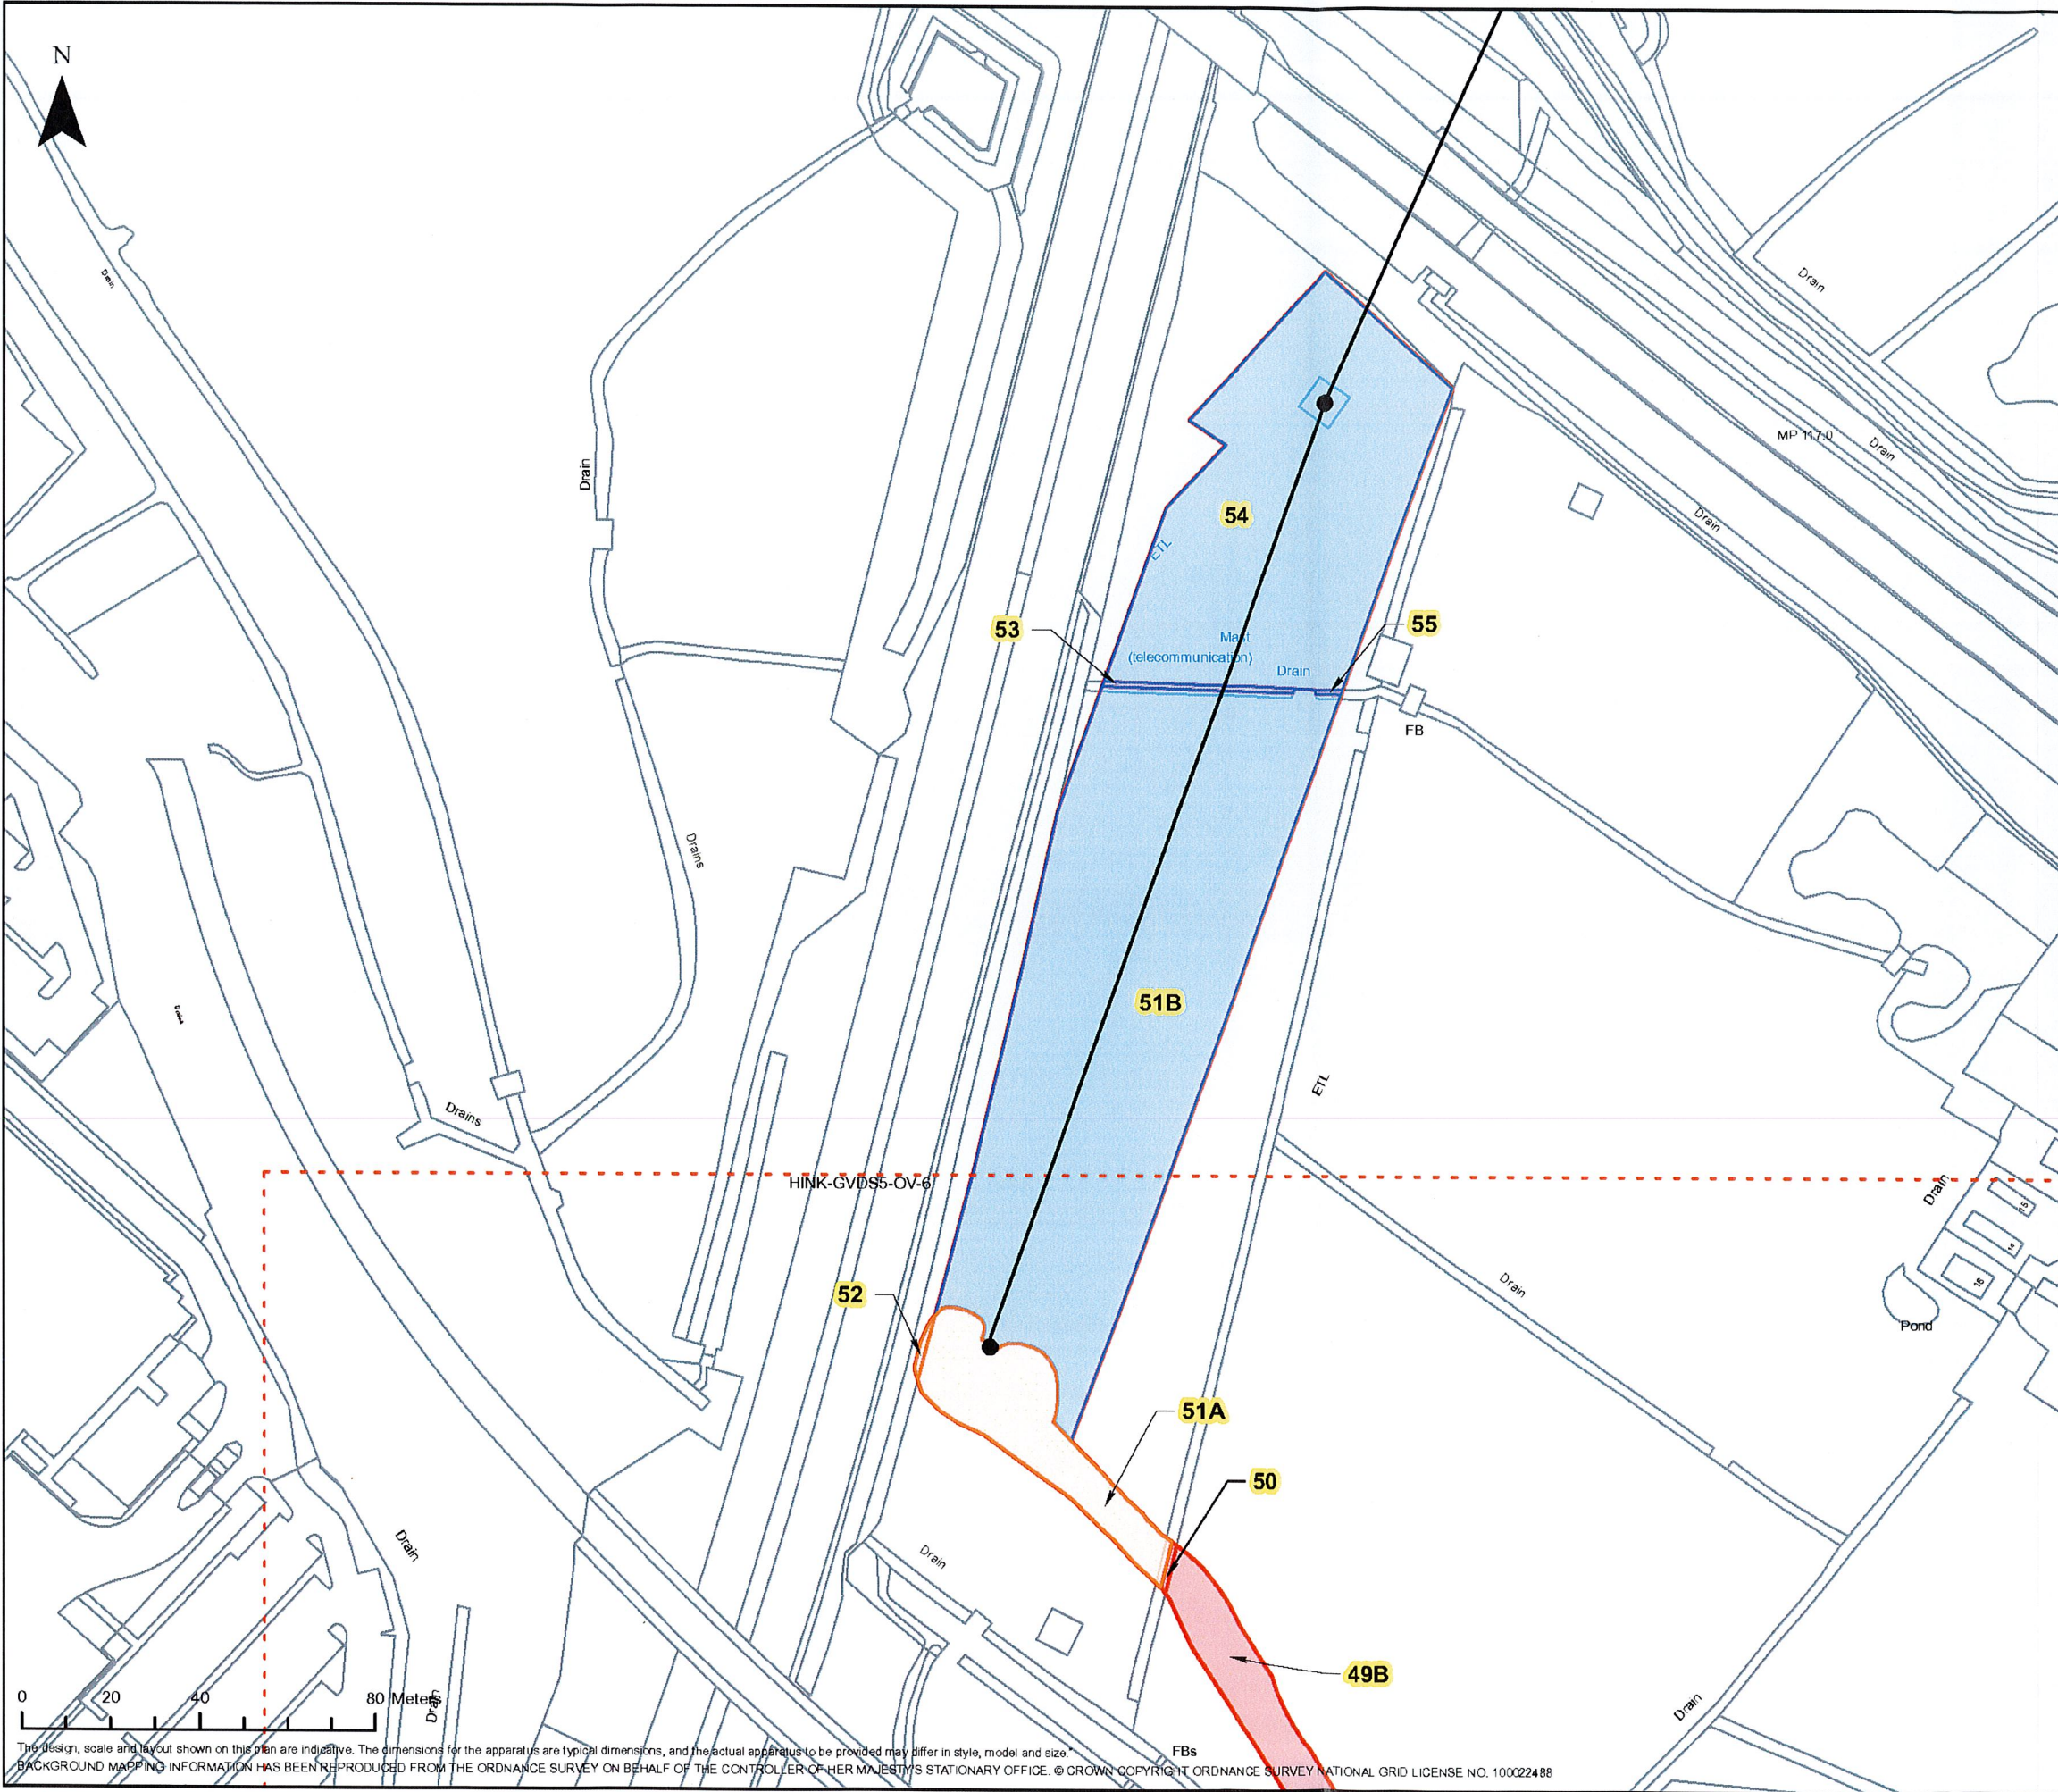 N
Drain
Drain
MP 117.0
Drain
Drain
Drain
54
ETL
53
55
Mast
(telecommunication)
Drain
FB
Drains
51B
ETL
Drains
HINK-GVDS5-OV-6
Drain
15
14
16
52
Drain
Pond
51A
50
Drain
Drain
49B
0 20 40 80 Meters
Drain
Drain
FBs
The design, scale and layout shown on this plan are indicative. The dimensions for the apparatus are typical dimensions, and the actual apparatus to be provided may differ in style, model and size."
BACKGROUND MAPPING INFORMATION HAS BEEN REPRODUCED FROM THE ORDNANCE SURVEY ON BEHALF OF THE CONTROLLER OF HER MAJESTY'S STATIONARY OFFICE. © CROWN COPYRIGHT ORDNANCE SURVEY NATIONAL GRID LICENSE NO. 100022488